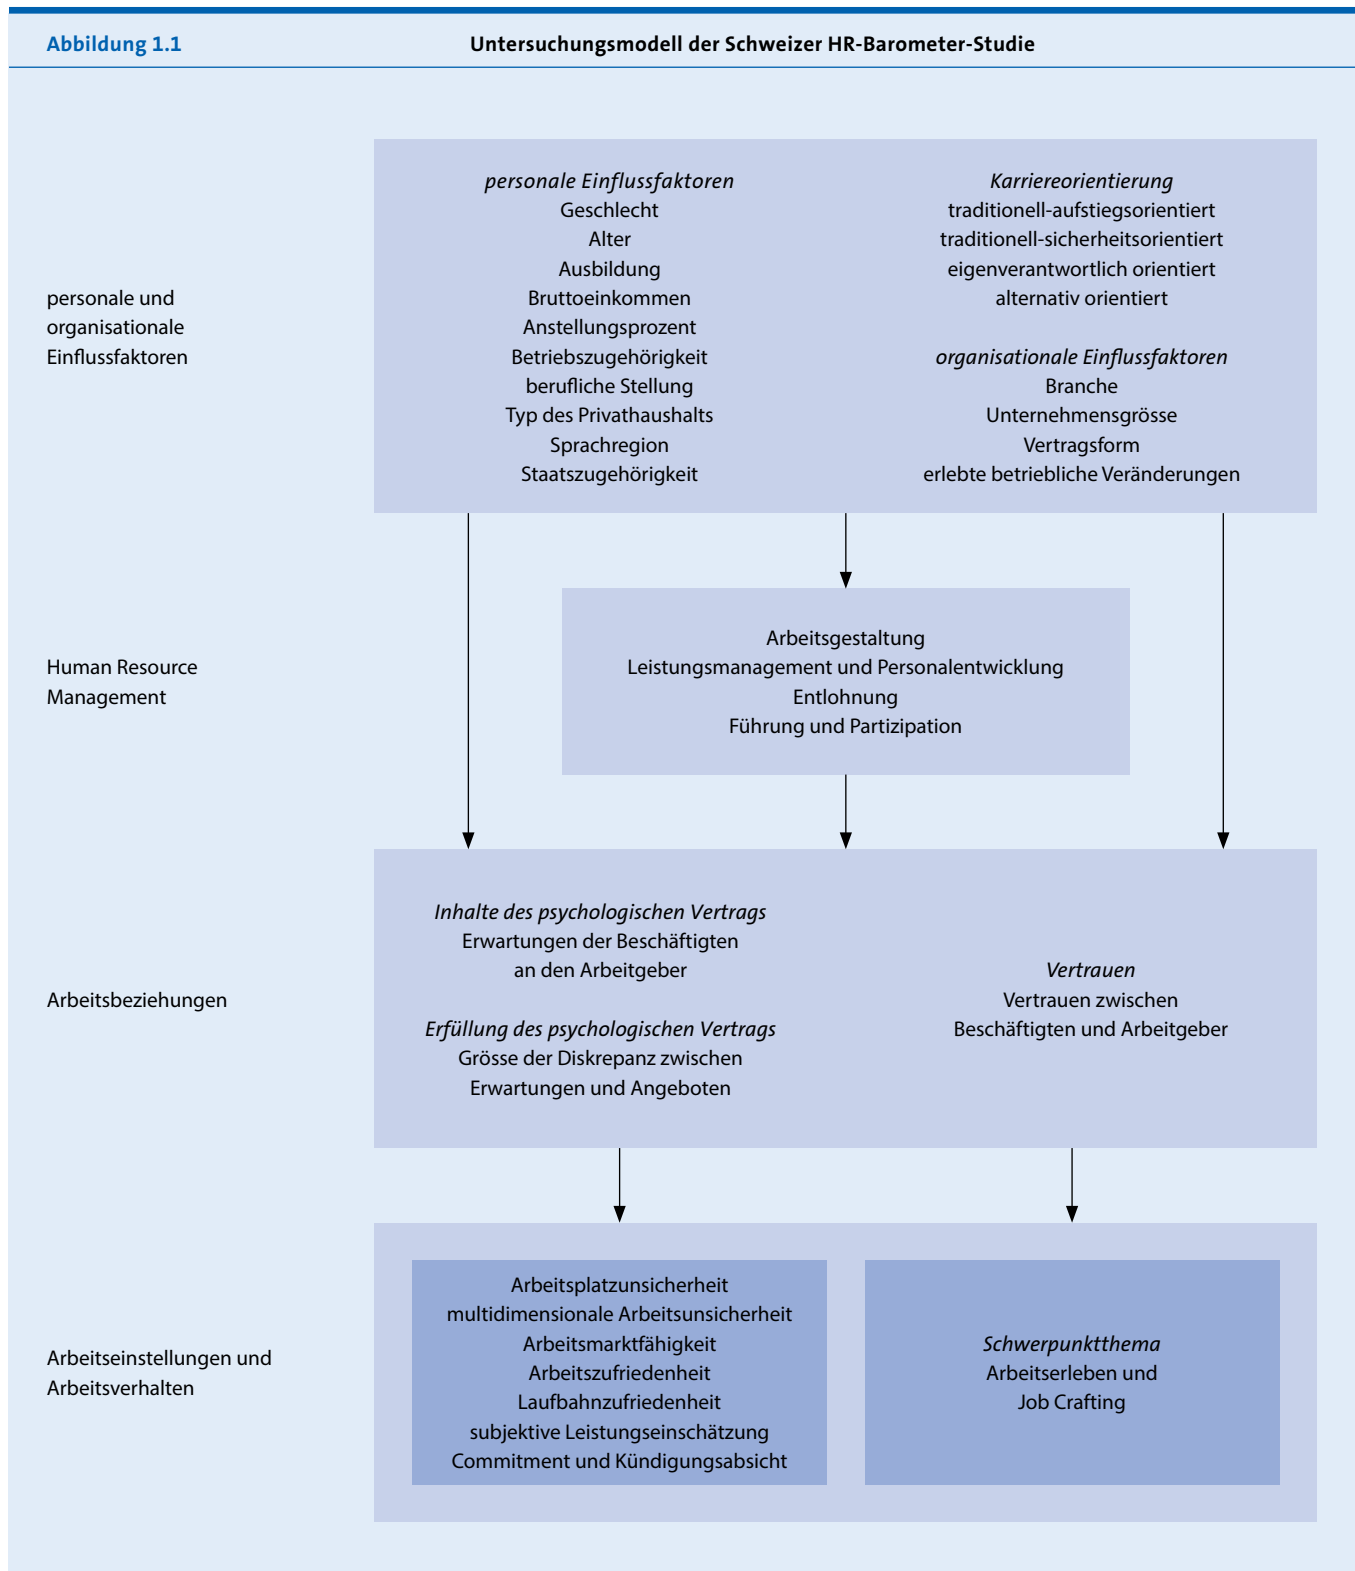 Abbildung 1.1
Untersuchungsmodell der Schweizer HR-Barometer-Studie
personale und
organisationale
Einflussfaktoren
personale Einflussfaktoren
Geschlecht
Alter
Ausbildung
Bruttoeinkommen
Anstellungsprozent
Betriebszugehörigkeit
berufliche Stellung
Typ des Privathaushalts
Sprachregion
Staatszugehörigkeit
Karriereorientierung
traditionell-aufstiegsorientiert
traditionell-sicherheitsorientiert
eigenverantwortlich orientiert
alternativ orientiert
organisationale Einflussfaktoren
Branche
Unternehmensgrösse
Vertragsform
erlebte betriebliche Veränderungen
Human Resource
Management
Arbeitsgestaltung
Leistungsmanagement und Personalentwicklung
Entlohnung
Führung und Partizipation
Arbeitsbeziehungen
Inhalte des psychologischen Vertrags
Erwartungen der Beschäftigten
an den Arbeitgeber
Erfüllung des psychologischen Vertrags
Grösse der Diskrepanz zwischen
Erwartungen und Angeboten
Vertrauen
Vertrauen zwischen
Beschäftigten und Arbeitgeber
Arbeitseinstellungen und
Arbeitsverhalten
Arbeitsplatzunsicherheit
multidimensionale Arbeitsunsicherheit
Arbeitsmarktfähigkeit
Arbeitszufriedenheit
Laufbahnzufriedenheit
subjektive Leistungseinschätzung
Commitment und Kündigungsabsicht
Schwerpunktthema
Arbeitserleben und
Job Crafting